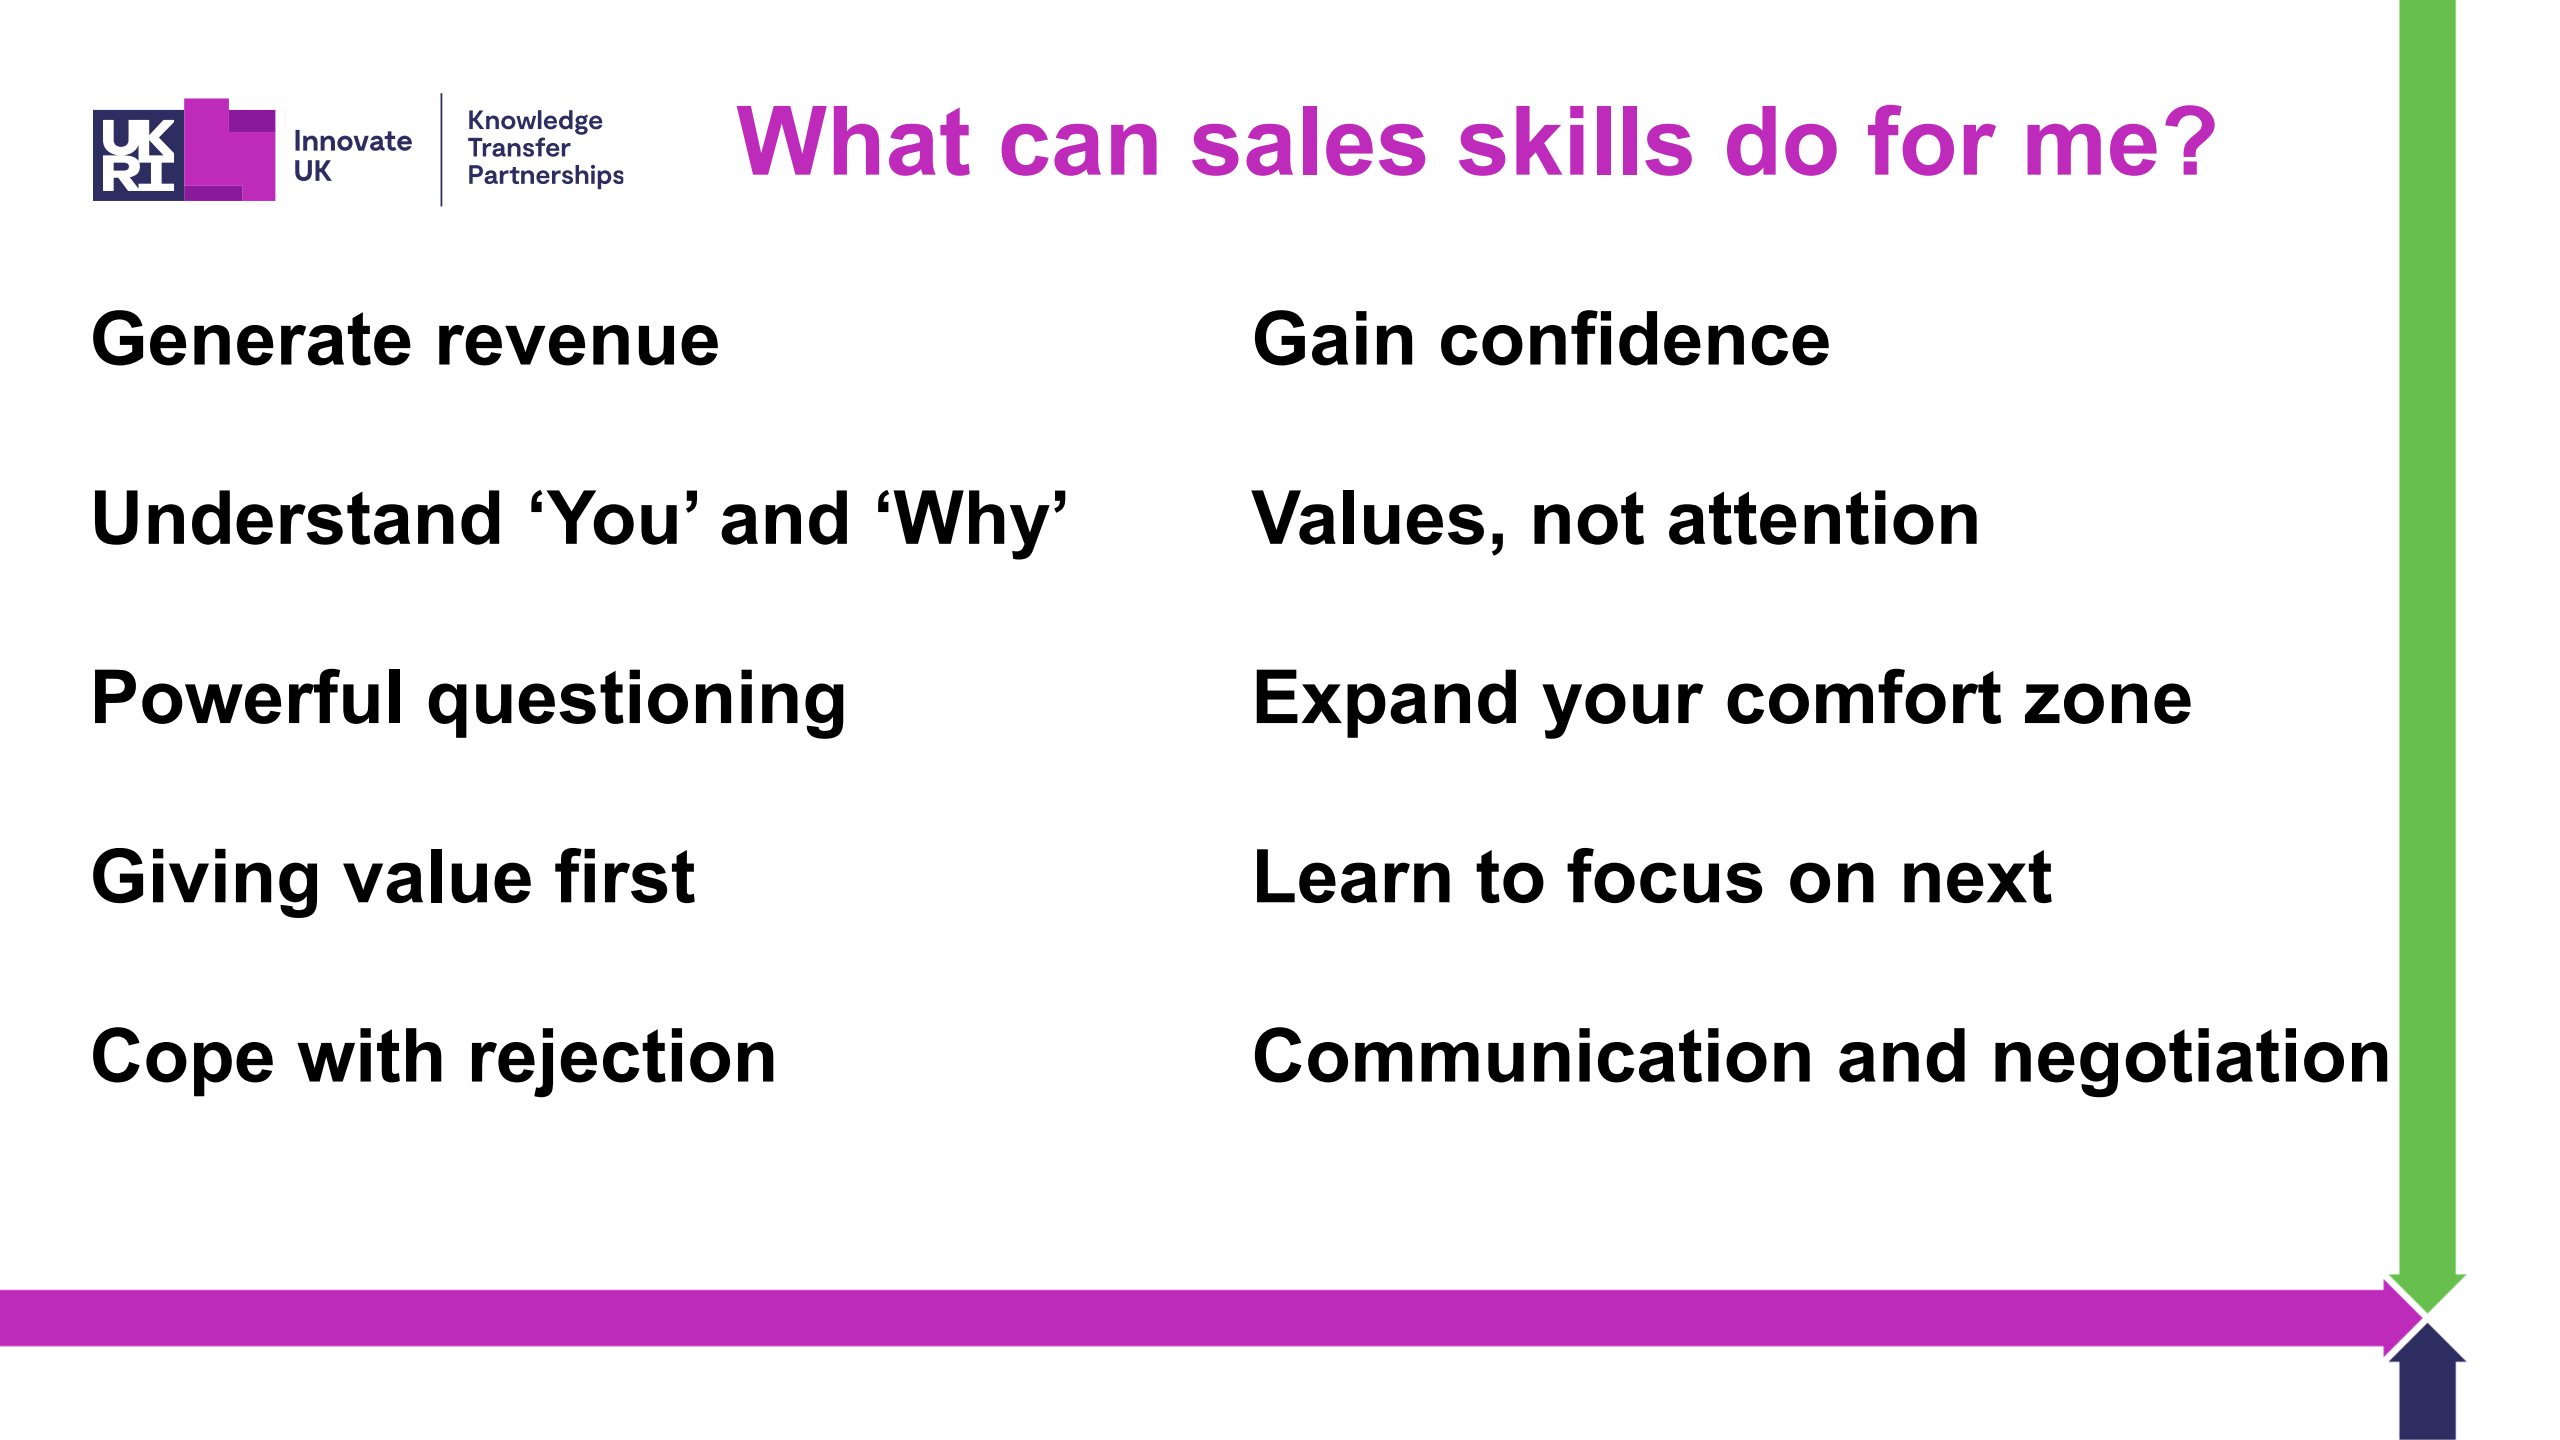 UK
RI
Innovate
UK
Knowledge
Transfer
Partnerships
What can sales skills do for me?
Generate revenue
Understand ‘You’ and ‘Why’
Powerful questioning
Giving value first
Cope with rejection
Gain confidence
Values, not attention
Expand your comfort zone
Learn to focus on next
Communication and negotiation